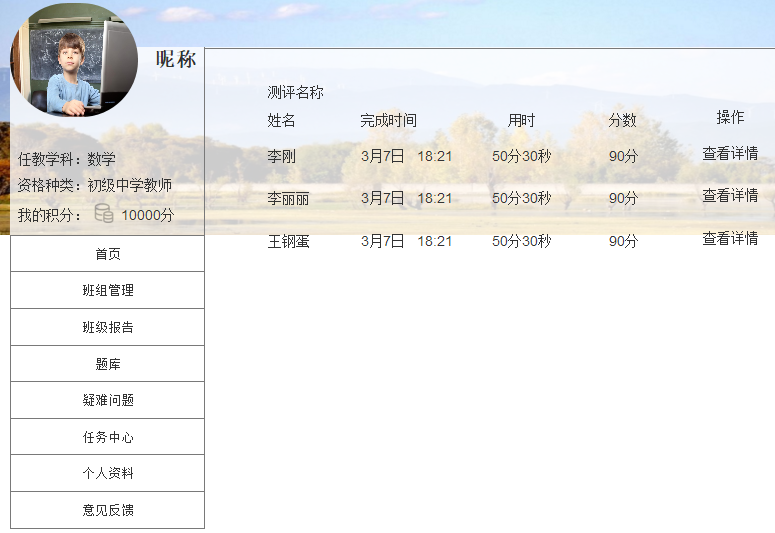 昵称
任教学科：数学
资格种类：初级中学教师
我的积分： 10000分
首页
班组管理
班级报告
题库
疑难问题
任务中心
个人资料
意见反馈
测评名称
姓名 完成时间 用时 分数 操作
李刚 3月7日 18:21 50分30秒 90分 查看详情
李丽丽 3月7日 18:21 50分30秒 90分 查看详情
王钢蛋 3月7日 18:21 50分30秒 90分 查看详情